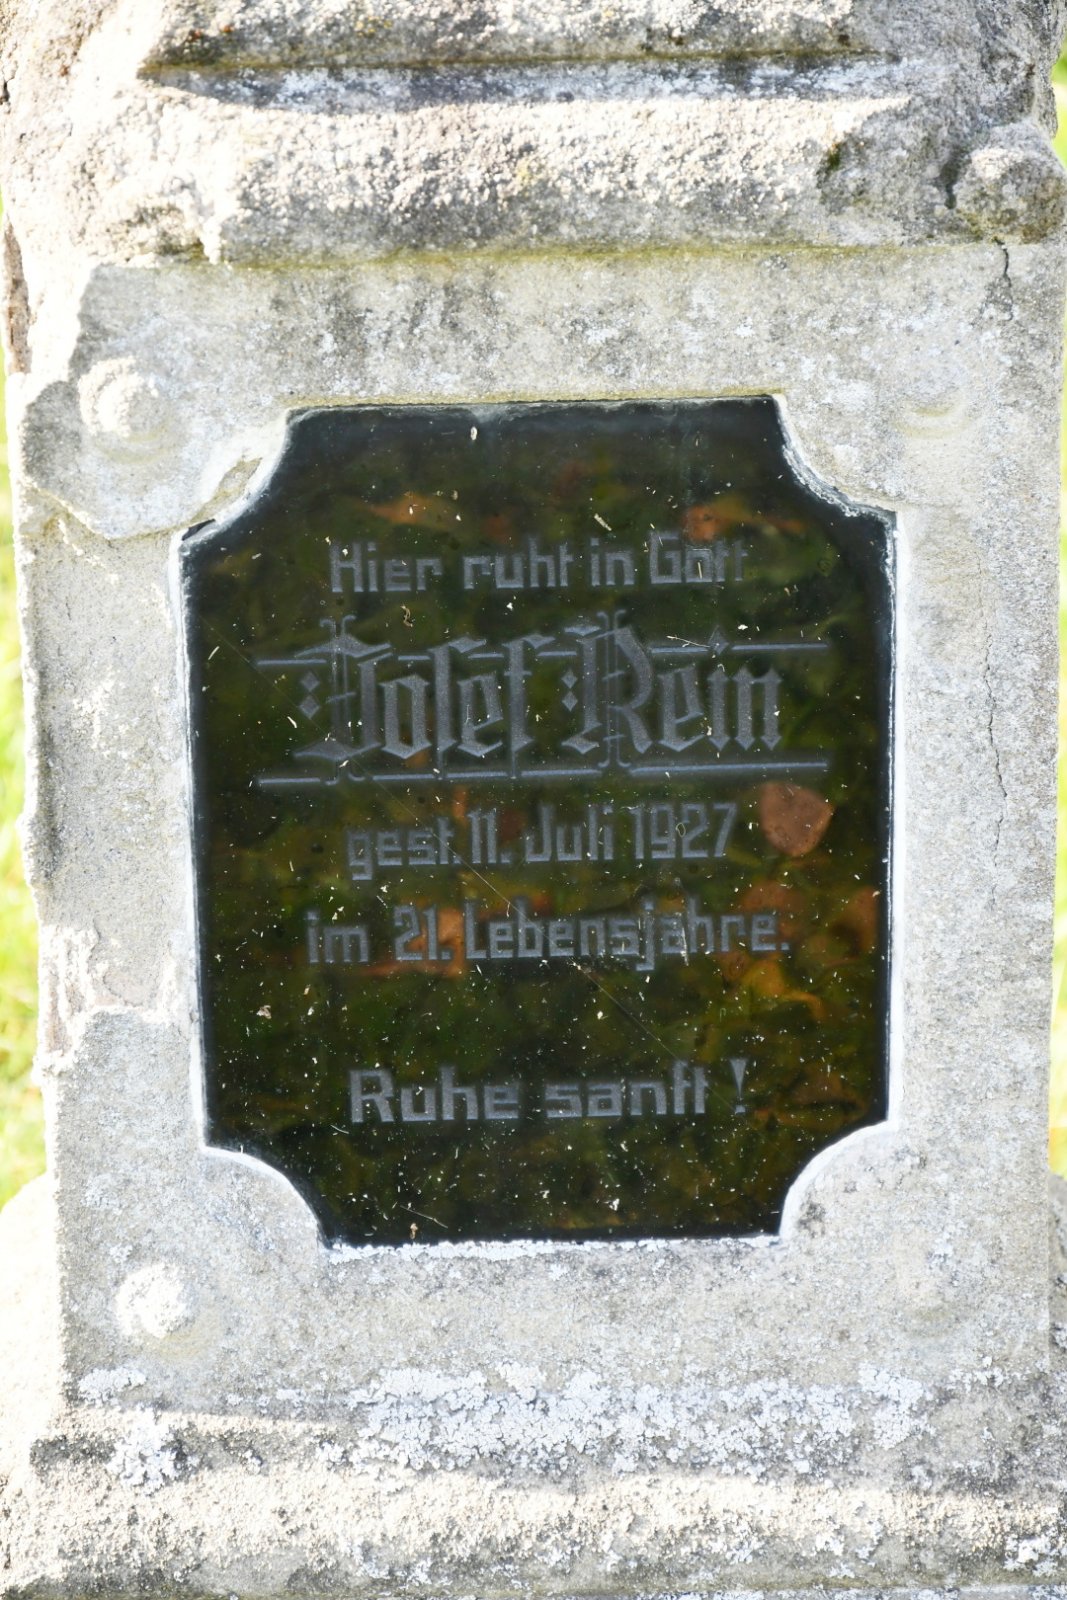 Hier ruht in Gott
Josef Rein
gest. 11. Juli 1927
im 21. Lebensjahre.
Ruhe sanft!